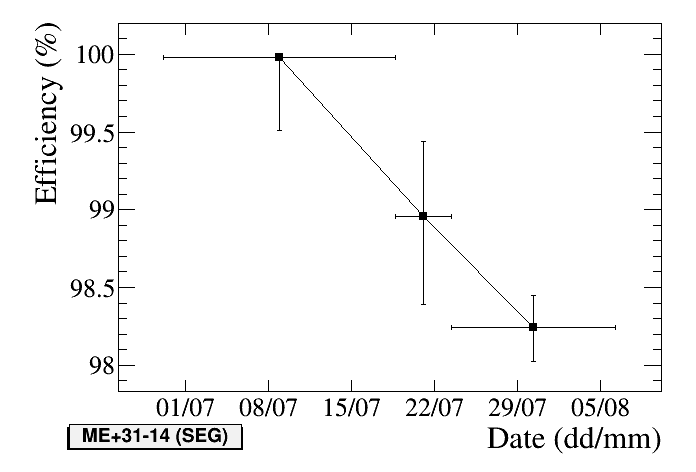 Efficiency (%)
100
99.5
99
98.5
98
01/07 08/07 15/07 22/07 29/07 05/08
ME+31-14 (SEG)
Date (dd/mm)